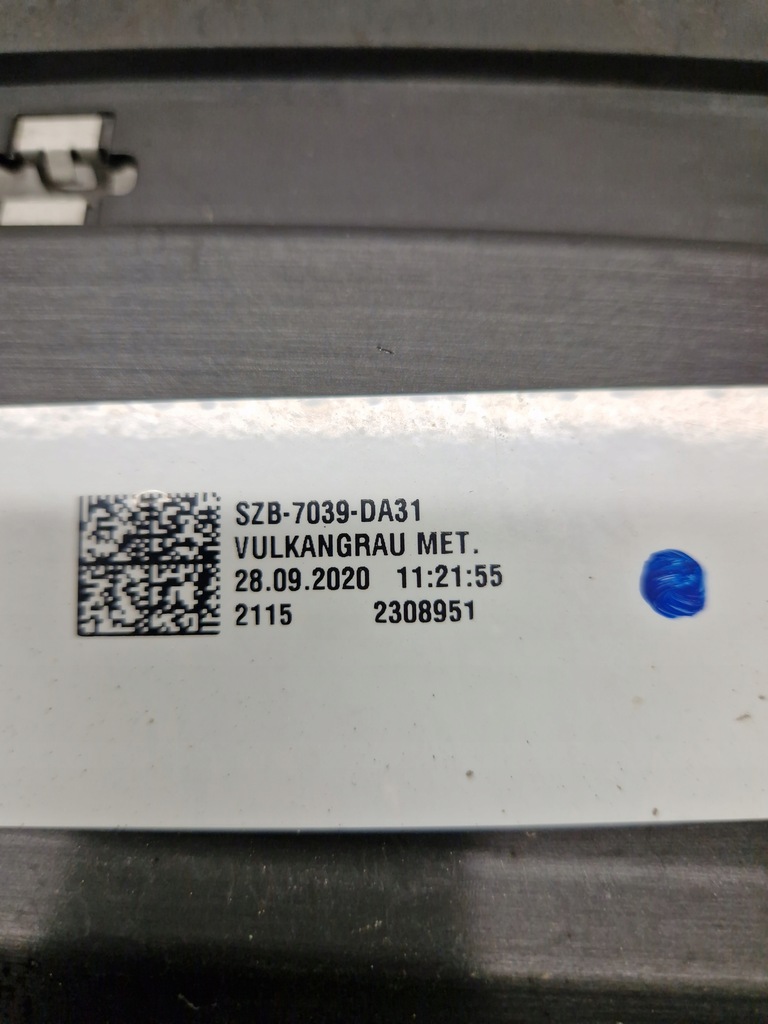 SZB-7039-DA31
VULKANGRAU MET.
28.09.2020 11:21:55
2115 2308951